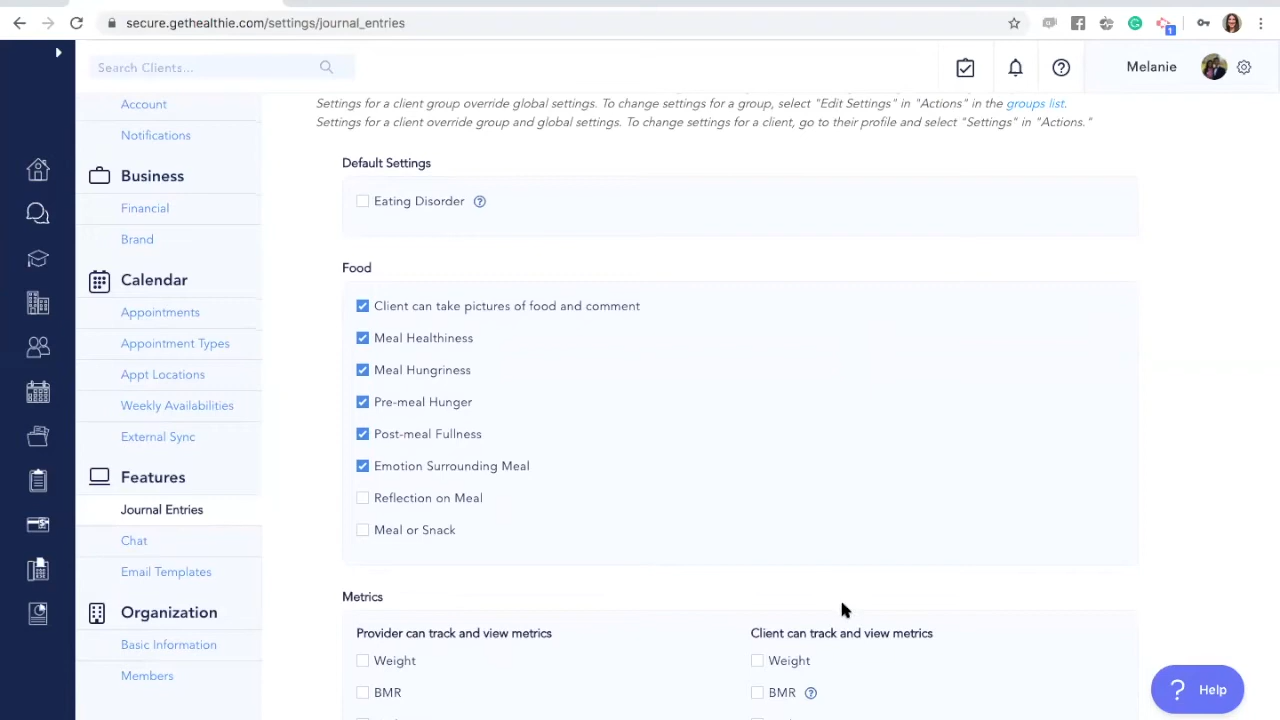 secure.gethealthie.com/settings/journal_entries
1
Search Clients...
Melanie
Account
Notifications
Business
Financial
Brand
Calendar
Appointments
Appointment Types
Appt Locations
Weekly Availabilities
External Sync
Features
Journal Entries
Chat
Email Templates
Organization
Basic Information
Members
Settings for a client group override global settings. To change settings for a group, select "Edit Settings" in "Actions" in the groups list.
Settings for a client override group and global settings. To change settings for a client, go to their profile and select "Settings" in "Actions."
Default Settings
Eating Disorder ?
Food
Client can take pictures of food and comment
Meal Healthiness
Meal Hungriness
Pre-meal Hunger
Post-meal Fullness
Emotion Surrounding Meal
Reflection on Meal
Meal or Snack
Metrics
Provider can track and view metrics
Weight
BMR
Client can track and view metrics
Weight
BMR ?
? Help